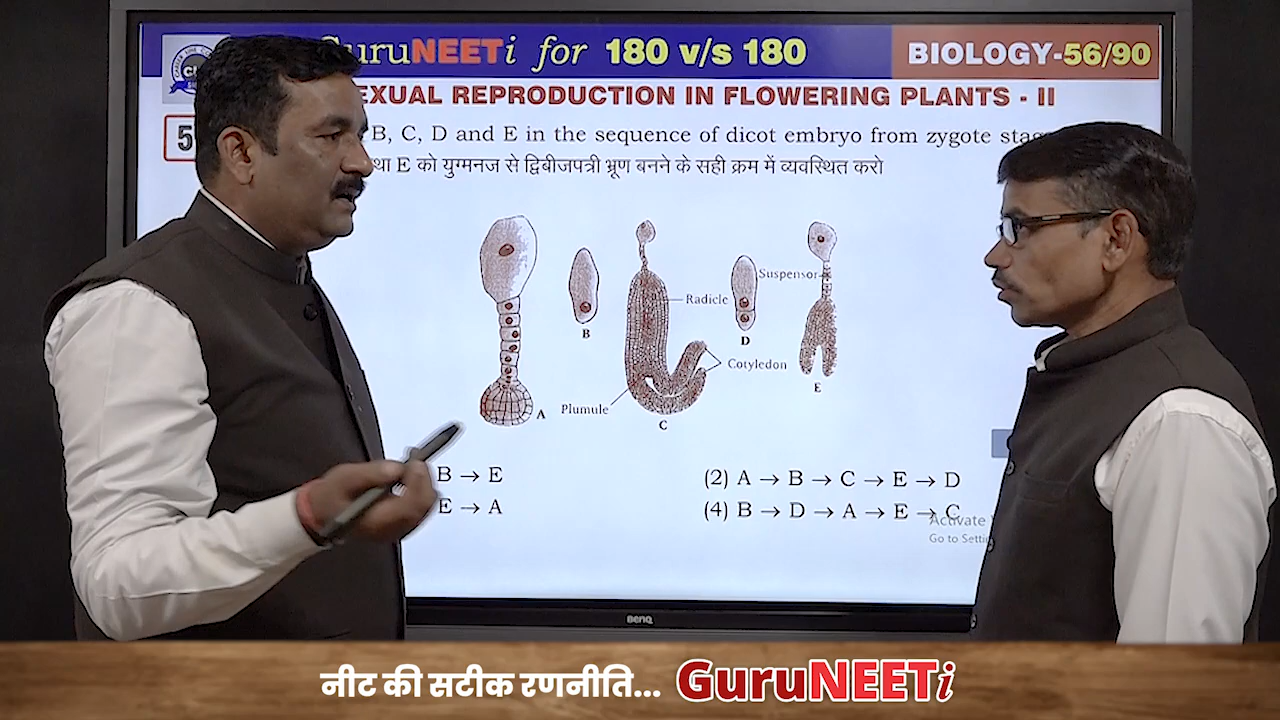 GuruNEETi for 180 v/s 180
BIOLOGY-56/90
EXUAL REPRODUCTION IN FLOWERING PLANTS - II
5
B, C, D and E in the sequence of dicot embryo from zygote
था E को युग्मनज से द्विबीजपत्री भ्रूण बनने के सही क्रम में व्यवस्थित करो
Suspensor
Radicle
B
D
Cotyledon
E
Plumule
A
C
B → E
(2) A → B → C → E → D
E → A
(4) B → D → A → E → C
Activate
Go to
BenQ
नीट की सटीक रणनीति... GuruNEETi